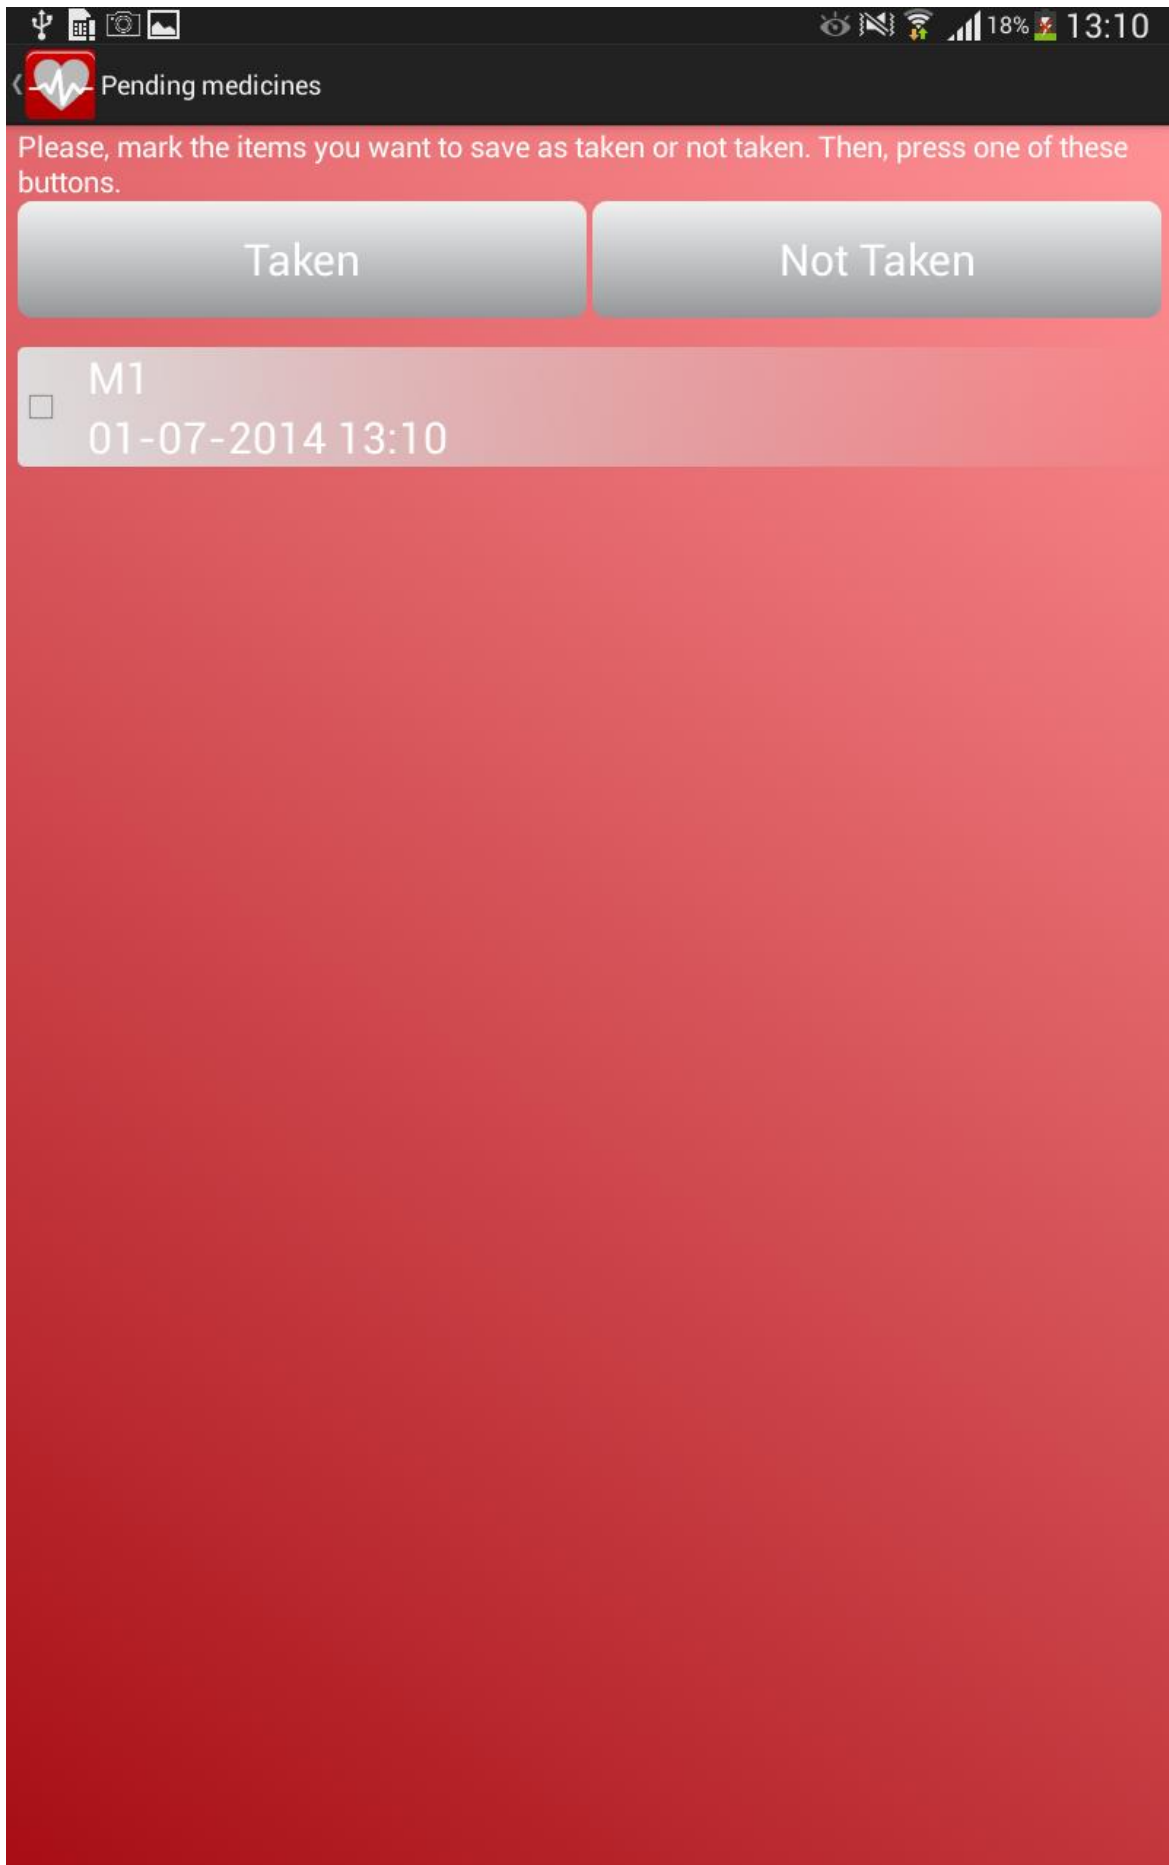 18% 13:10
Pending medicines
Please, mark the items you want to save as taken or not taken. Then, press one of these
buttons.
Taken Not Taken
M1
01-07-2014 13:10